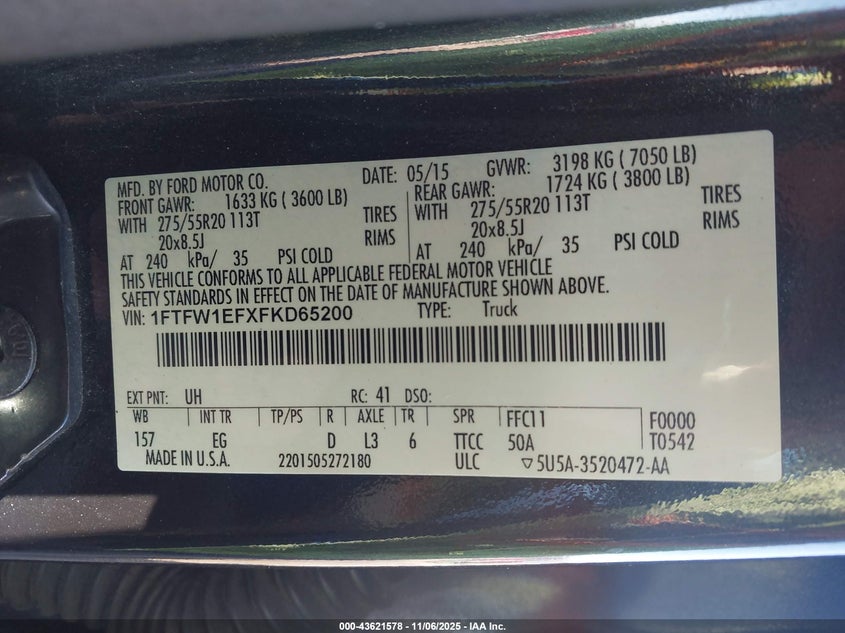 MFD. BY FORD MOTOR CO. DATE: 05/15 GVWR: 3198 KG ( 7050 LB)
FRONT GAWR: 1633 KG ( 3600 LB) REAR GAWR: 1724 KG ( 3800 LB)
WITH 275/55R20 113T TIRES WITH 275/55R20 113T TIRES
20x8.5J RIMS 20x8.5J RIMS
AT 240 kPa/ 35 PSI COLD AT 240 kPa/ 35 PSI COLD
THIS VEHICLE CONFORMS TO ALL APPLICABLE FEDERAL MOTOR VEHICLE
SAFETY STANDARDS IN EFFECT ON THE DATE OF MANUFACTURE SHOWN ABOVE.
VIN: 1FTFW1EFXFKD65200 TYPE: Truck
EXT PNT: UH RC: 41 DSO:
WB INT TR TP/PS R AXLE TR SPR FFC11 F0000
157 EG D L3 6 TTCC 50A T0542
MADE IN U.S.A. 2201505272180 ULC ▽5U5A-3520472-AA
000-43621578 - 11/06/2025 - IAA Inc.